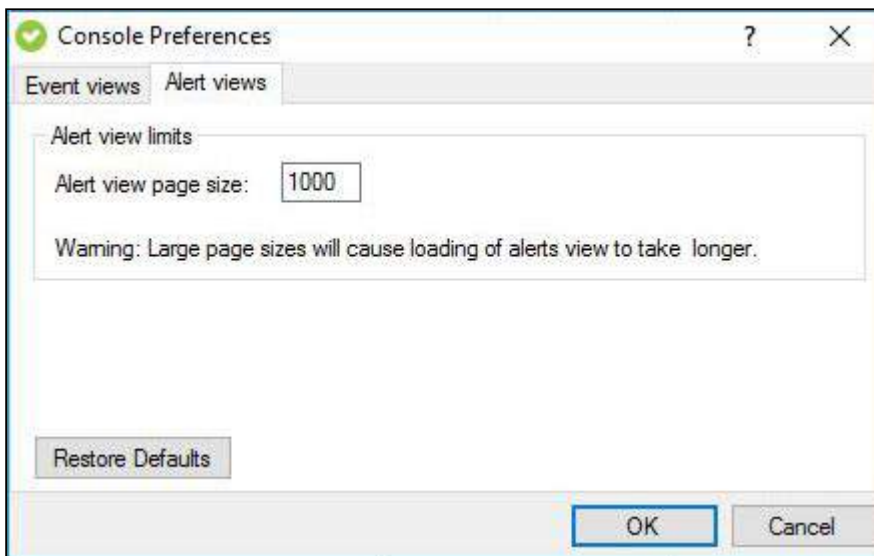 Console Preferences
?
Event views
Alert views
Alert view limits
Alert view page size: 1000
Warning: Large page sizes will cause loading of alerts view to take longer.
Restore Defaults
OK
Cancel